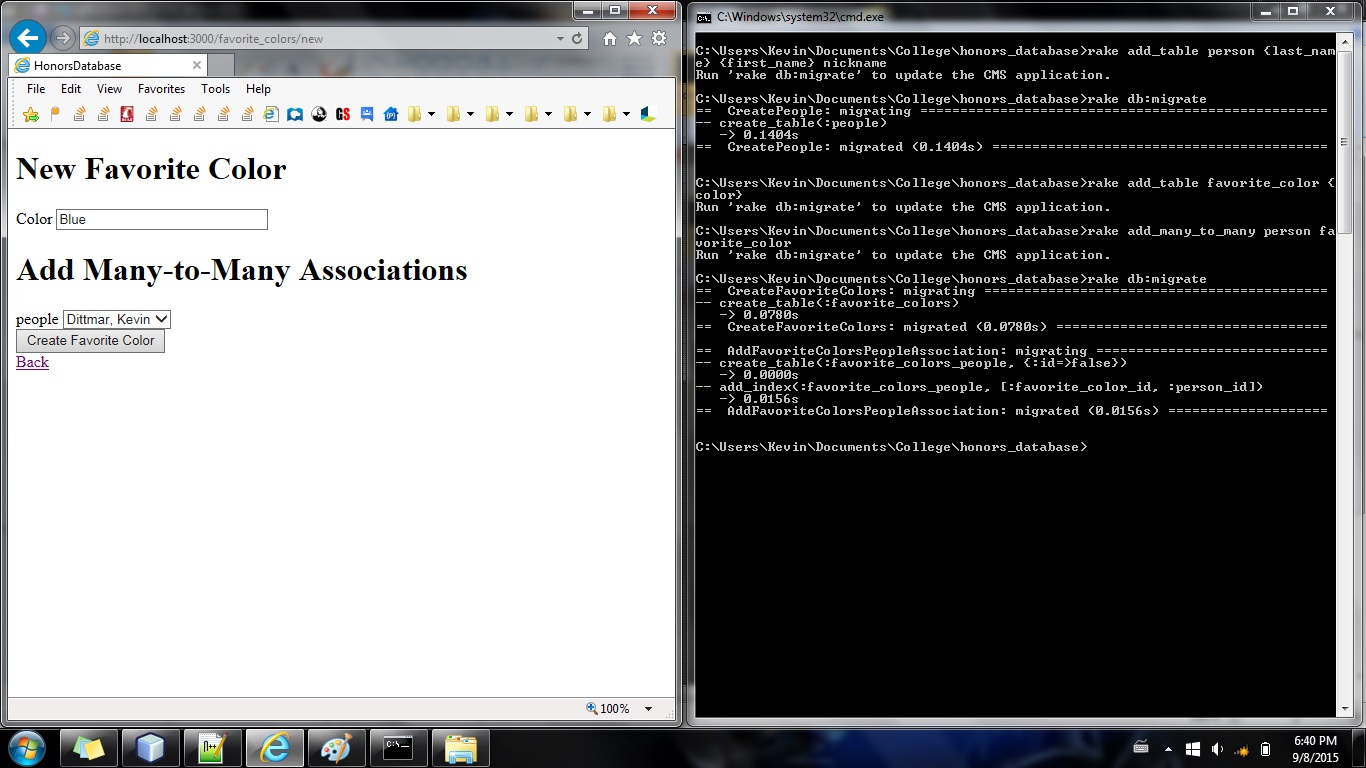 http://localhost:3000/favorite_colors/new
HonorsDatabase
File Edit View Favorites Tools Help
GS
New Favorite Color
Color Blue
Add Many-to-Many Associations
people Dittmar, Kevin
Create Favorite Color
Back
100%
C:\Windows\system32\cmd.exe
C:\Users\Kevin\Documents\College\honors_database>rake add_table person {last_nam
e} {first_name} nickname
Run 'rake db:migrate' to update the CMS application.
C:\Users\Kevin\Documents\College\honors_database>rake db:migrate
==  CreatePeople: migrating ===================================================
-- create_table(:people)
   -> 0.1404s
==  CreatePeople: migrated (0.1404s) ==========================================
C:\Users\Kevin\Documents\College\honors_database>rake add_table favorite_color {
color}
Run 'rake db:migrate' to update the CMS application.
C:\Users\Kevin\Documents\College\honors_database>rake add_many_to_many person fa
vorite_color
Run 'rake db:migrate' to update the CMS application.
C:\Users\Kevin\Documents\College\honors_database>rake db:migrate
==  CreateFavoriteColors: migrating ===========================================
-- create_table(:favorite_colors)
   -> 0.0780s
==  CreateFavoriteColors: migrated (0.0780s) ==================================
==  AddFavoriteColorsPeopleAssociation: migrating =============================
-- create_table(:favorite_colors_people, {:id=>false})
   -> 0.0000s
-- add_index(:favorite_colors_people, [:favorite_color_id, :person_id])
   -> 0.0156s
==  AddFavoriteColorsPeopleAssociation: migrated (0.0156s) ====================
C:\Users\Kevin\Documents\College\honors_database>
6:40 PM
9/8/2015